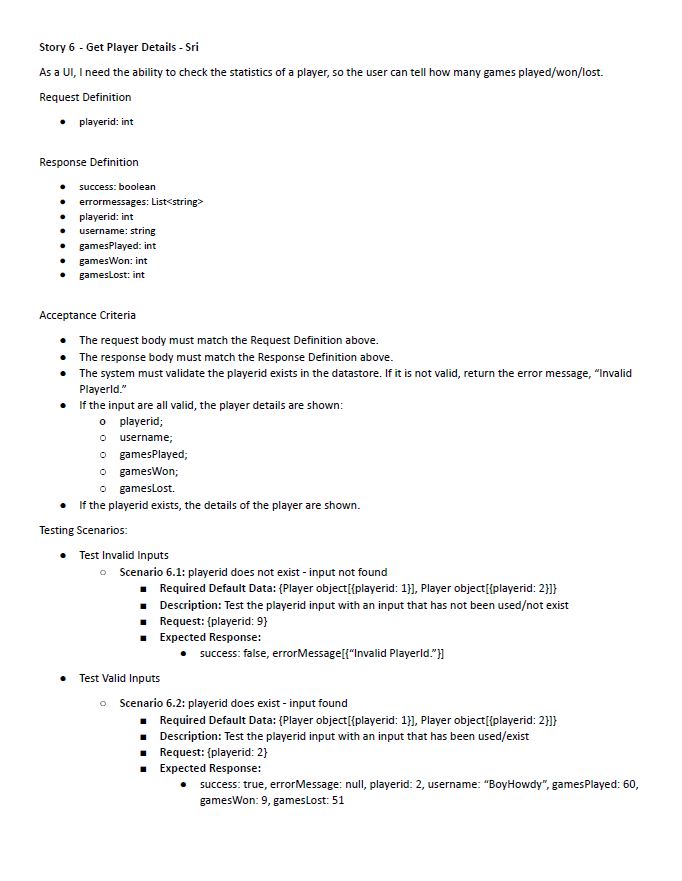 Story 6 - Get Player Details - Sri
As a UI, I need the ability to check the statistics of a player, so the user can tell how many games played/won/lost.
Request Definition
● playerid: int
Response Definition
● success: boolean
● errormessages: List<string>
● playerid: int
● username: string
● gamesPlayed: int
● gamesWon: int
● gamesLost: int
Acceptance Criteria
● The request body must match the Request Definition above.
● The response body must match the Response Definition above.
● The system must validate the playerid exists in the datastore. If it is not valid, return the error message, “Invalid
PlayerId.”
● If the input are all valid, the player details are shown:
o playerid;
○ username;
○ gamesPlayed;
○ gamesWon;
○ gamesLost.
● If the playerid exists, the details of the player are shown.
Testing Scenarios:
● Test Invalid Inputs
○ Scenario 6.1: playerid does not exist - input not found
■ Required Default Data: {Player object[{playerid: 1}], Player object[{playerid: 2}]}
■ Description: Test the playerid input with an input that has not been used/not exist
■ Request: {playerid: 9}
■ Expected Response:
● success: false, errorMessage[{“Invalid PlayerId.”}]
● Test Valid Inputs
○ Scenario 6.2: playerid does exist - input found
■ Required Default Data: {Player object[{playerid: 1}], Player object[{playerid: 2}]}
■ Description: Test the playerid input with an input that has been used/exist
■ Request: {playerid: 2}
■ Expected Response:
● success: true, errorMessage: null, playerid: 2, username: “BoyHowdy”, gamesPlayed: 60,
gamesWon: 9, gamesLost: 51